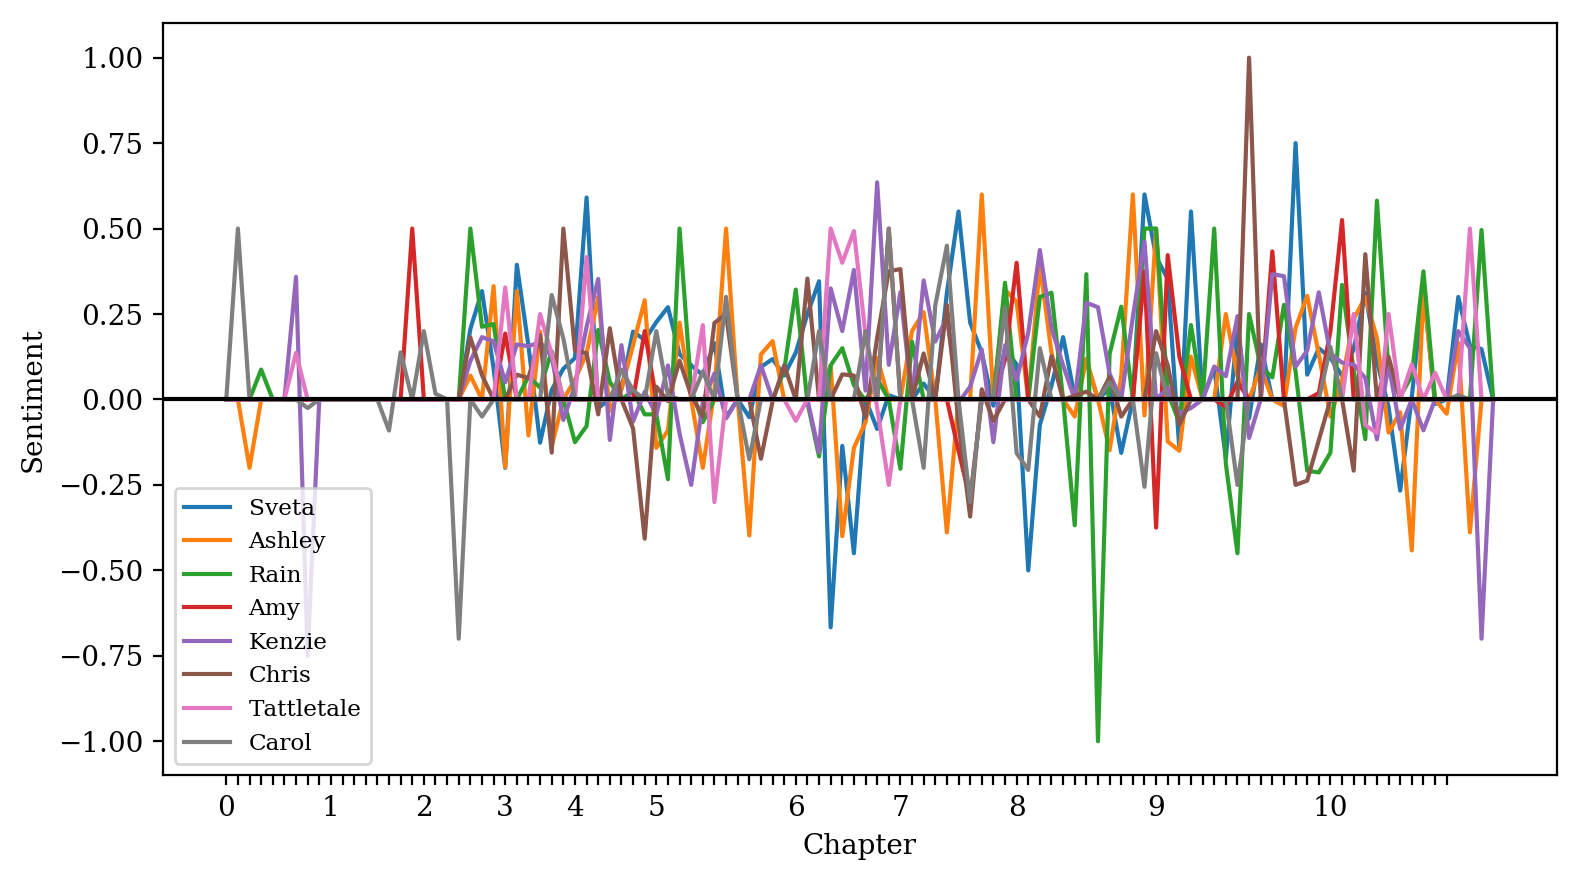 1.00
0.75
0.50
0.25
0.00
−0.25
−0.50
−0.75
−1.00
Sentiment
Sveta
Ashley
Rain
Amy
Kenzie
Chris
Tattletale
Carol
0 1 2 3 4 5 6 7 8 9 10
Chapter